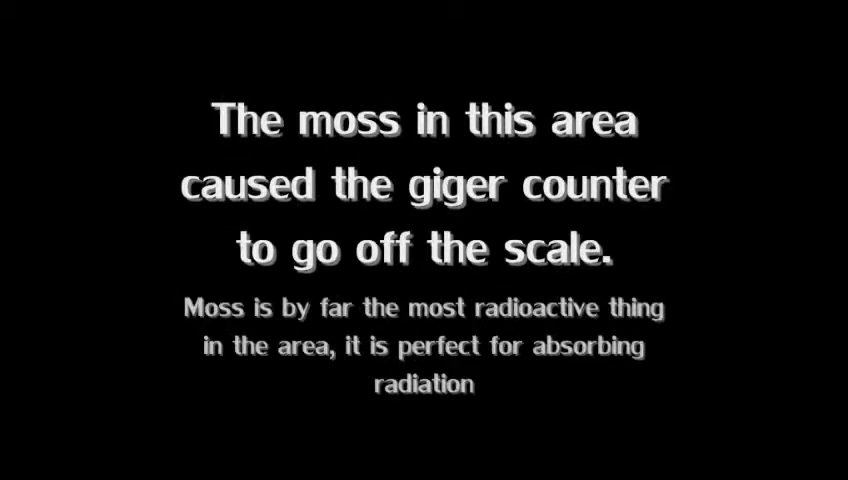 The moss in this area
caused the giger counter
to go off the scale.
Moss is by far the most radioactive thing
in the area, it is perfect for absorbing
radiation